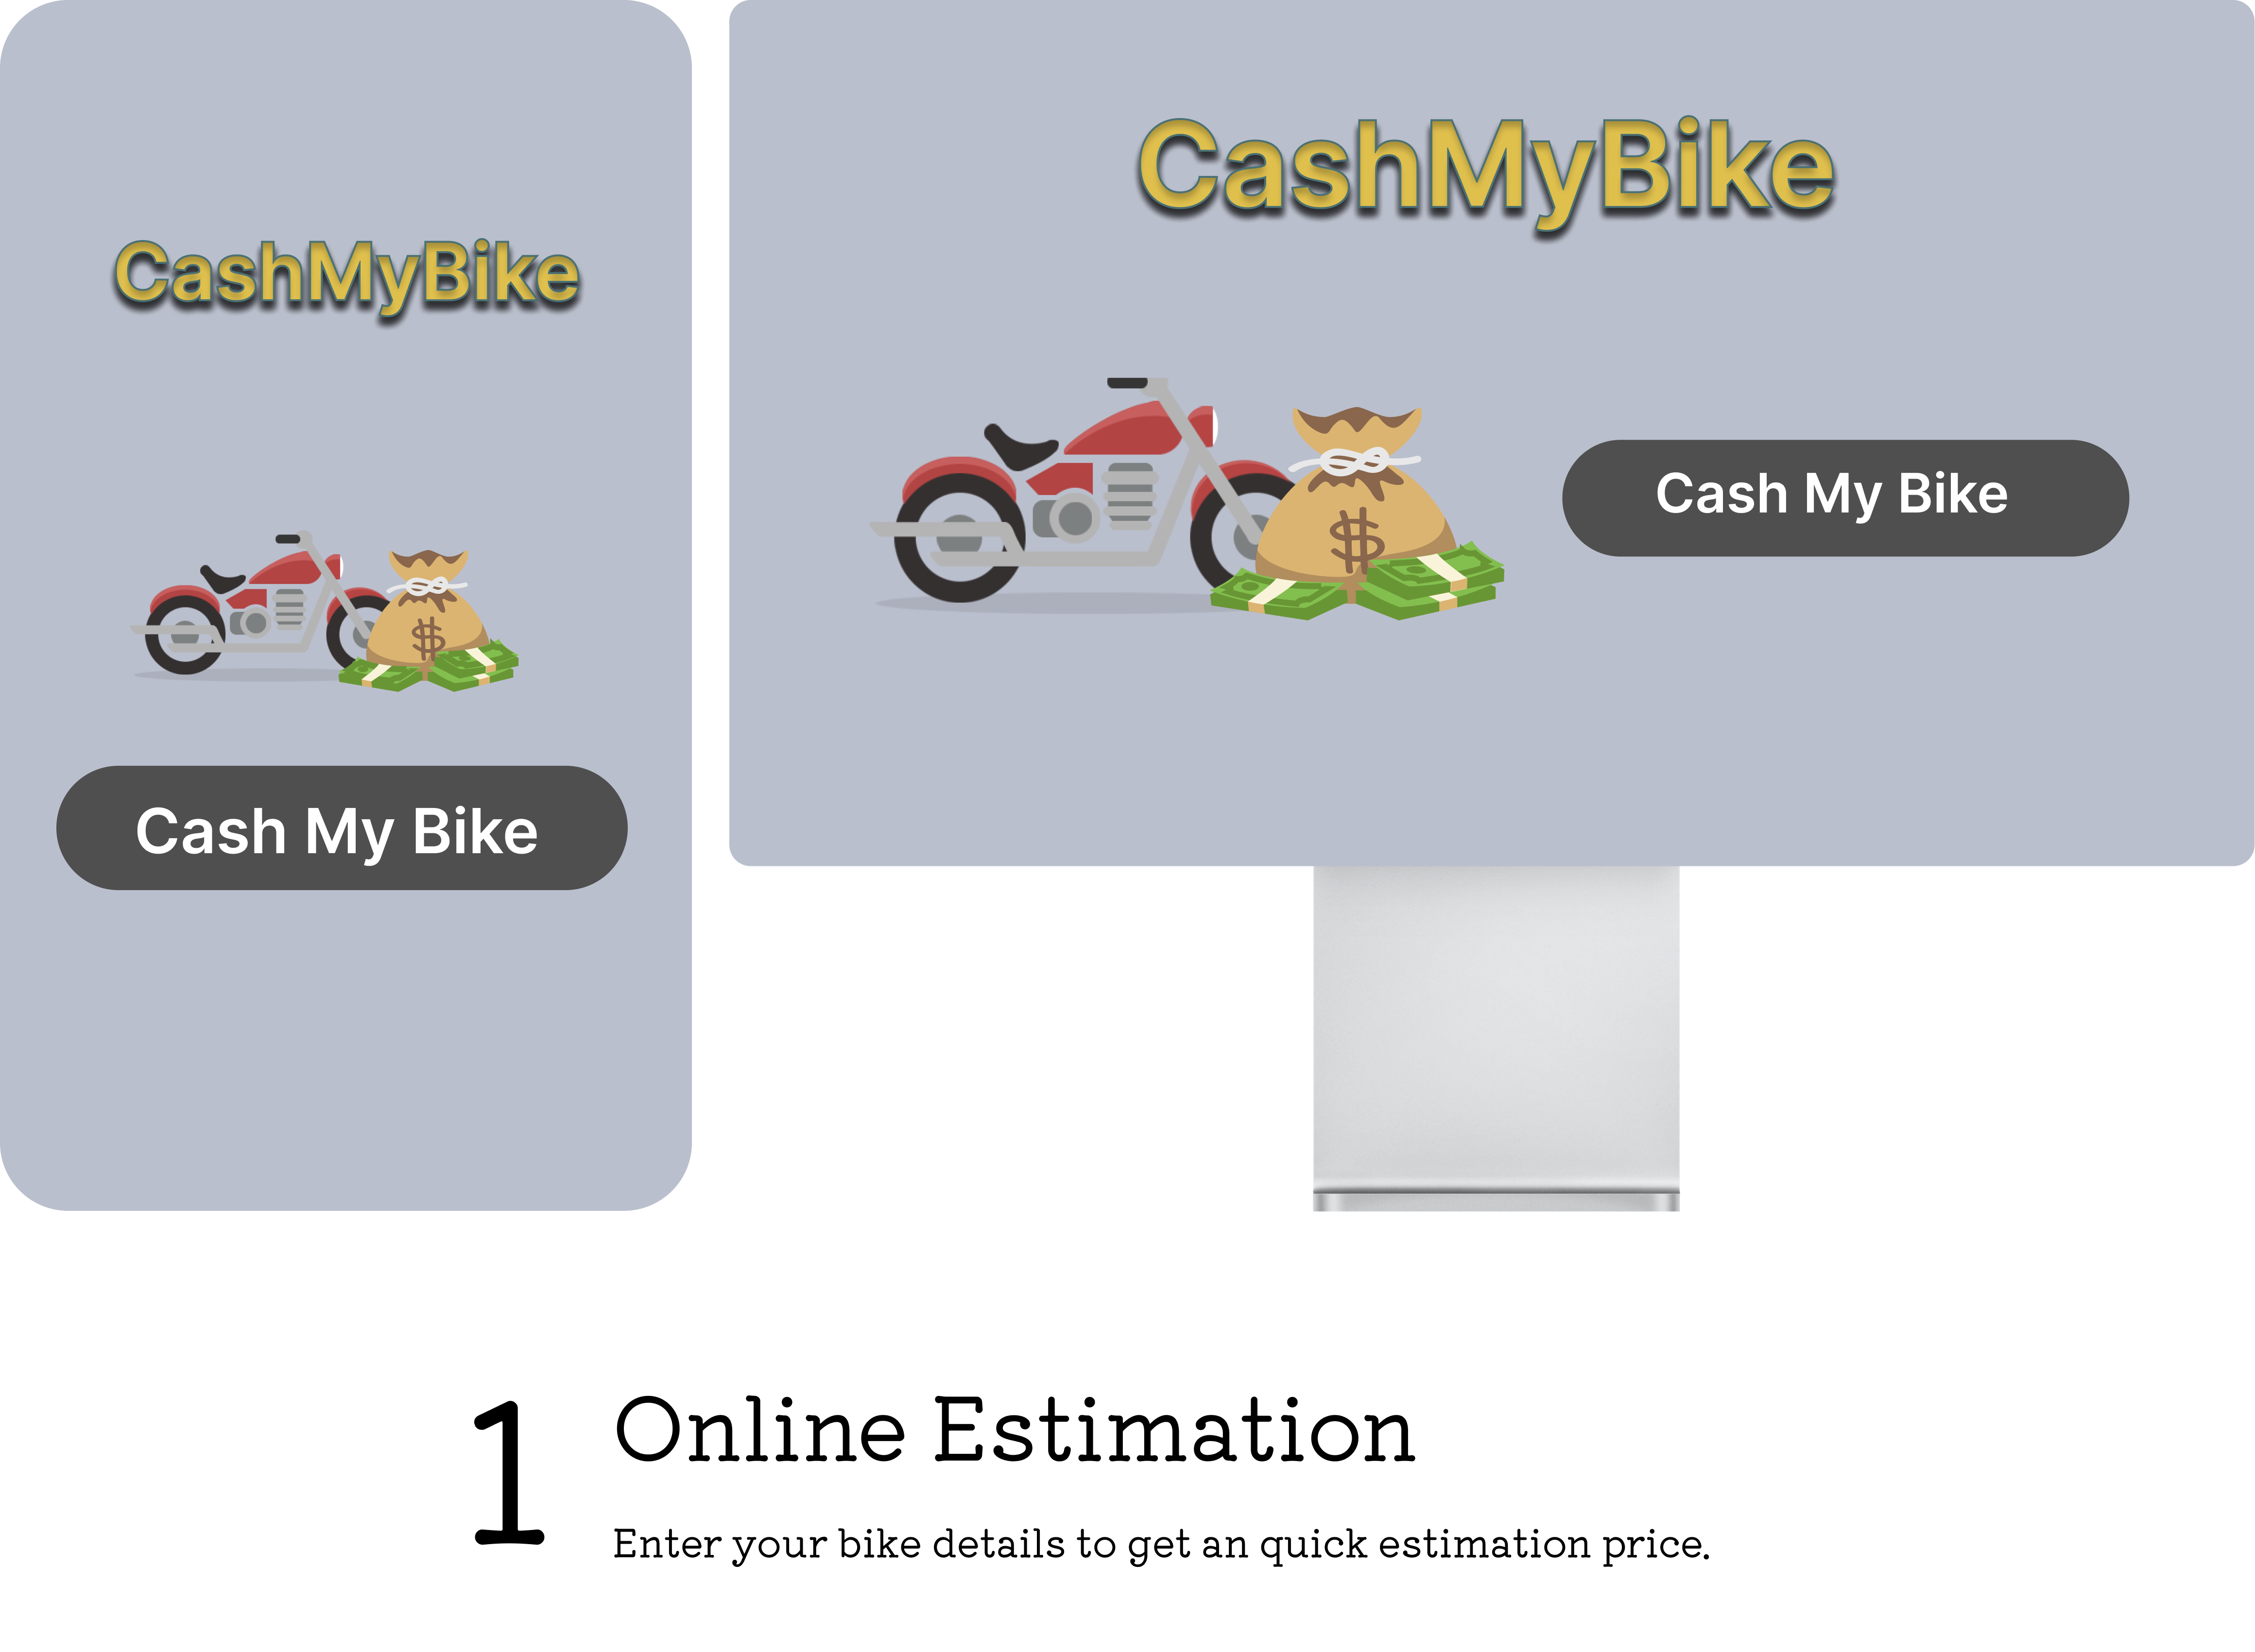 CashMyBike
Cash My Bike
CashMyBike
Cash My Bike
1
Online Estimation
Enter your bike details to get an quick estimation price.